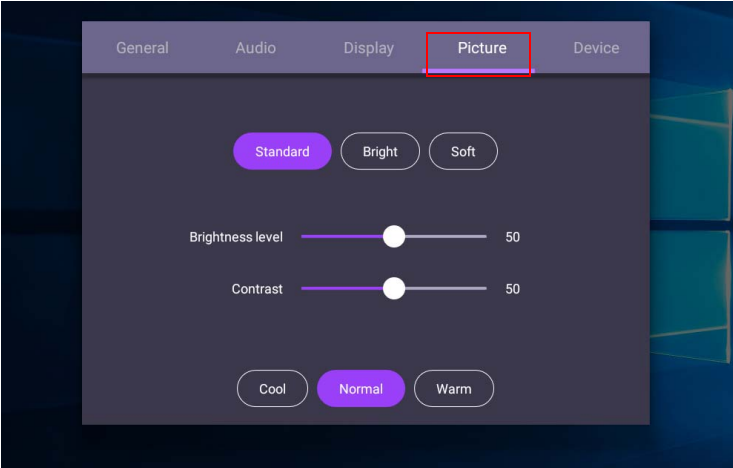 General Audio Display Picture Device
Standard Bright Soft
Brightness level 50
Contrast 50
Cool Normal Warm